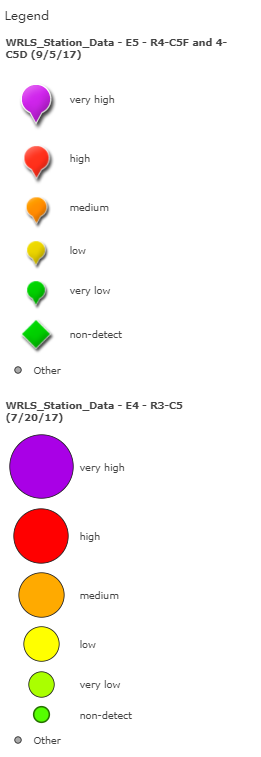 Legend
WRLS_Station_Data - E5 - R4-C5F and 4-
C5D (9/5/17)
very high
high
medium
low
very low
non-detect
Other
WRLS_Station_Data - E4 - R3-C5
(7/20/17)
very high
high
medium
low
very low
non-detect
Other